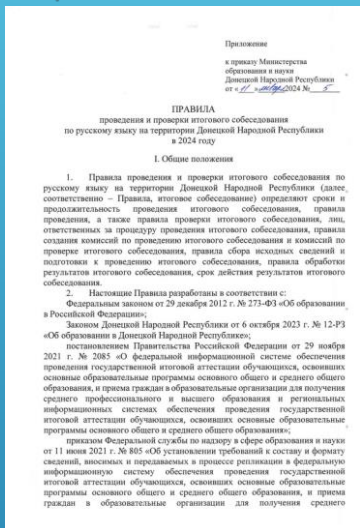 Приложение
к приказу Министерства
образования и науки
Донецкой Народной Республики
от « 11 » января 2024 № 5
ПРАВИЛА
проведения и проверки итогового собеседования
по русскому языку на территории Донецкой Народной Республики
в 2024 году
I. Общие положения
1. Правила проведения и проверки итогового собеседования по
русскому языку на территории Донецкой Народной Республики (далее
соответственно – Правила, итоговое собеседование) определяют сроки и
продолжительность проведения итогового собеседования, правила
проведения, а также правила проверки итогового собеседования, лиц,
ответственных за процедуру проведения итогового собеседования, правила
создания комиссий по проведению итогового собеседования и комиссий по
проверке итогового собеседования, правила сбора исходных сведений и
подготовки к проведению итогового собеседования, правила обработки
результатов итогового собеседования, срок действия результатов итогового
собеседования.
2. Настоящие Правила разработаны в соответствии с:
Федеральным законом от 29 декабря 2012 г. № 273-ФЗ «Об образовании
в Российской Федерации»;
Законом Донецкой Народной Республики от 6 октября 2023 г. № 12-РЗ
«Об образовании в Донецкой Народной Республике»;
постановлением Правительства Российской Федерации от 29 ноября
2021 г. № 2085 «О федеральной информационной системе обеспечения
проведения государственной итоговой аттестации обучающихся, освоивших
основные образовательные программы основного общего и среднего общего
образования, и приема граждан в образовательные организации для получения
среднего профессионального и высшего образования и региональных
информационных системах обеспечения проведения государственной
итоговой аттестации обучающихся, освоивших основные образовательные
программы основного общего и среднего общего образования»;
приказом Федеральной службы по надзору в сфере образования и науки
от 11 июня 2021 г. № 805 «Об установлении требований к составу и формату
сведений, вносимых и передаваемых в процессе репликации в федеральную
информационную систему обеспечения проведения государственной
итоговой аттестации обучающихся, освоивших основные образовательные
программы основного общего и среднего общего образования, и приема
граждан в образовательные организации для получения среднего